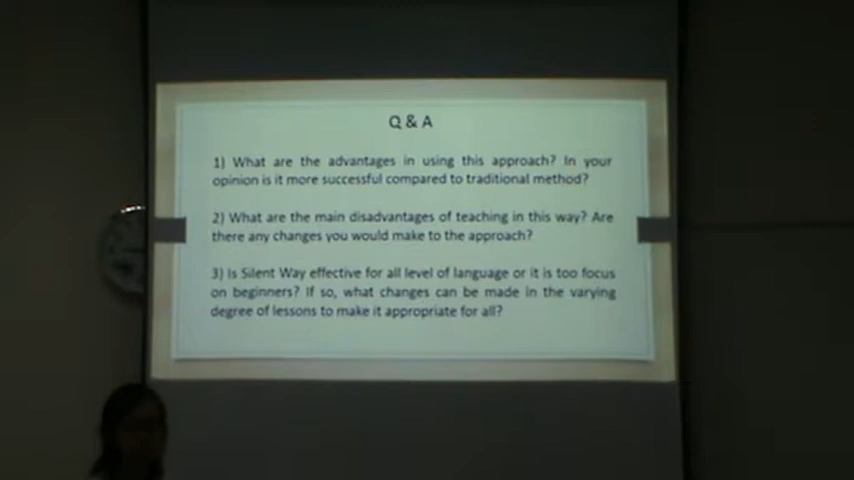 Q & A
1) What are the advantages in using this approach? In your
opinion is it more successful compared to traditional method?
2) What are the main disadvantages of teaching in this way? Are
there any changes you would make to the approach?
3) Is Silent Way effective for all level of language or it is too focus
on beginners? If so, what changes can be made in the varying
degree of lessons to make it appropriate for all?